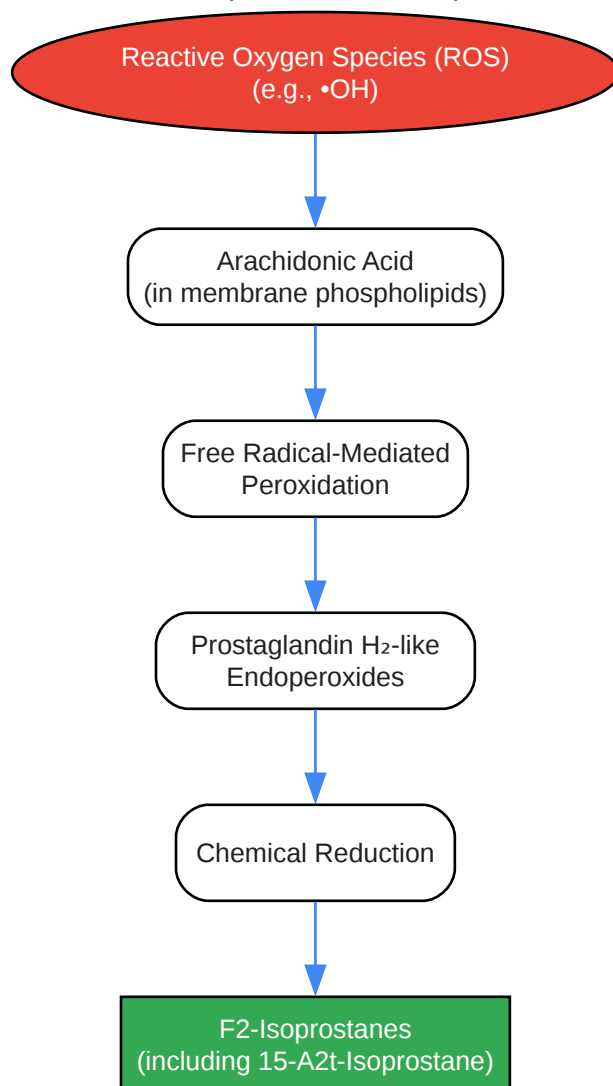 Reactive Oxygen Species (ROS)
(e.g., •OH)
Arachidonic Acid
(in membrane phospholipids)
Free Radical-Mediated
Peroxidation
Prostaglandin H₂-like
Endoperoxides
Chemical Reduction
F2-Isoprostanes
(including 15-A2t-Isoprostane)